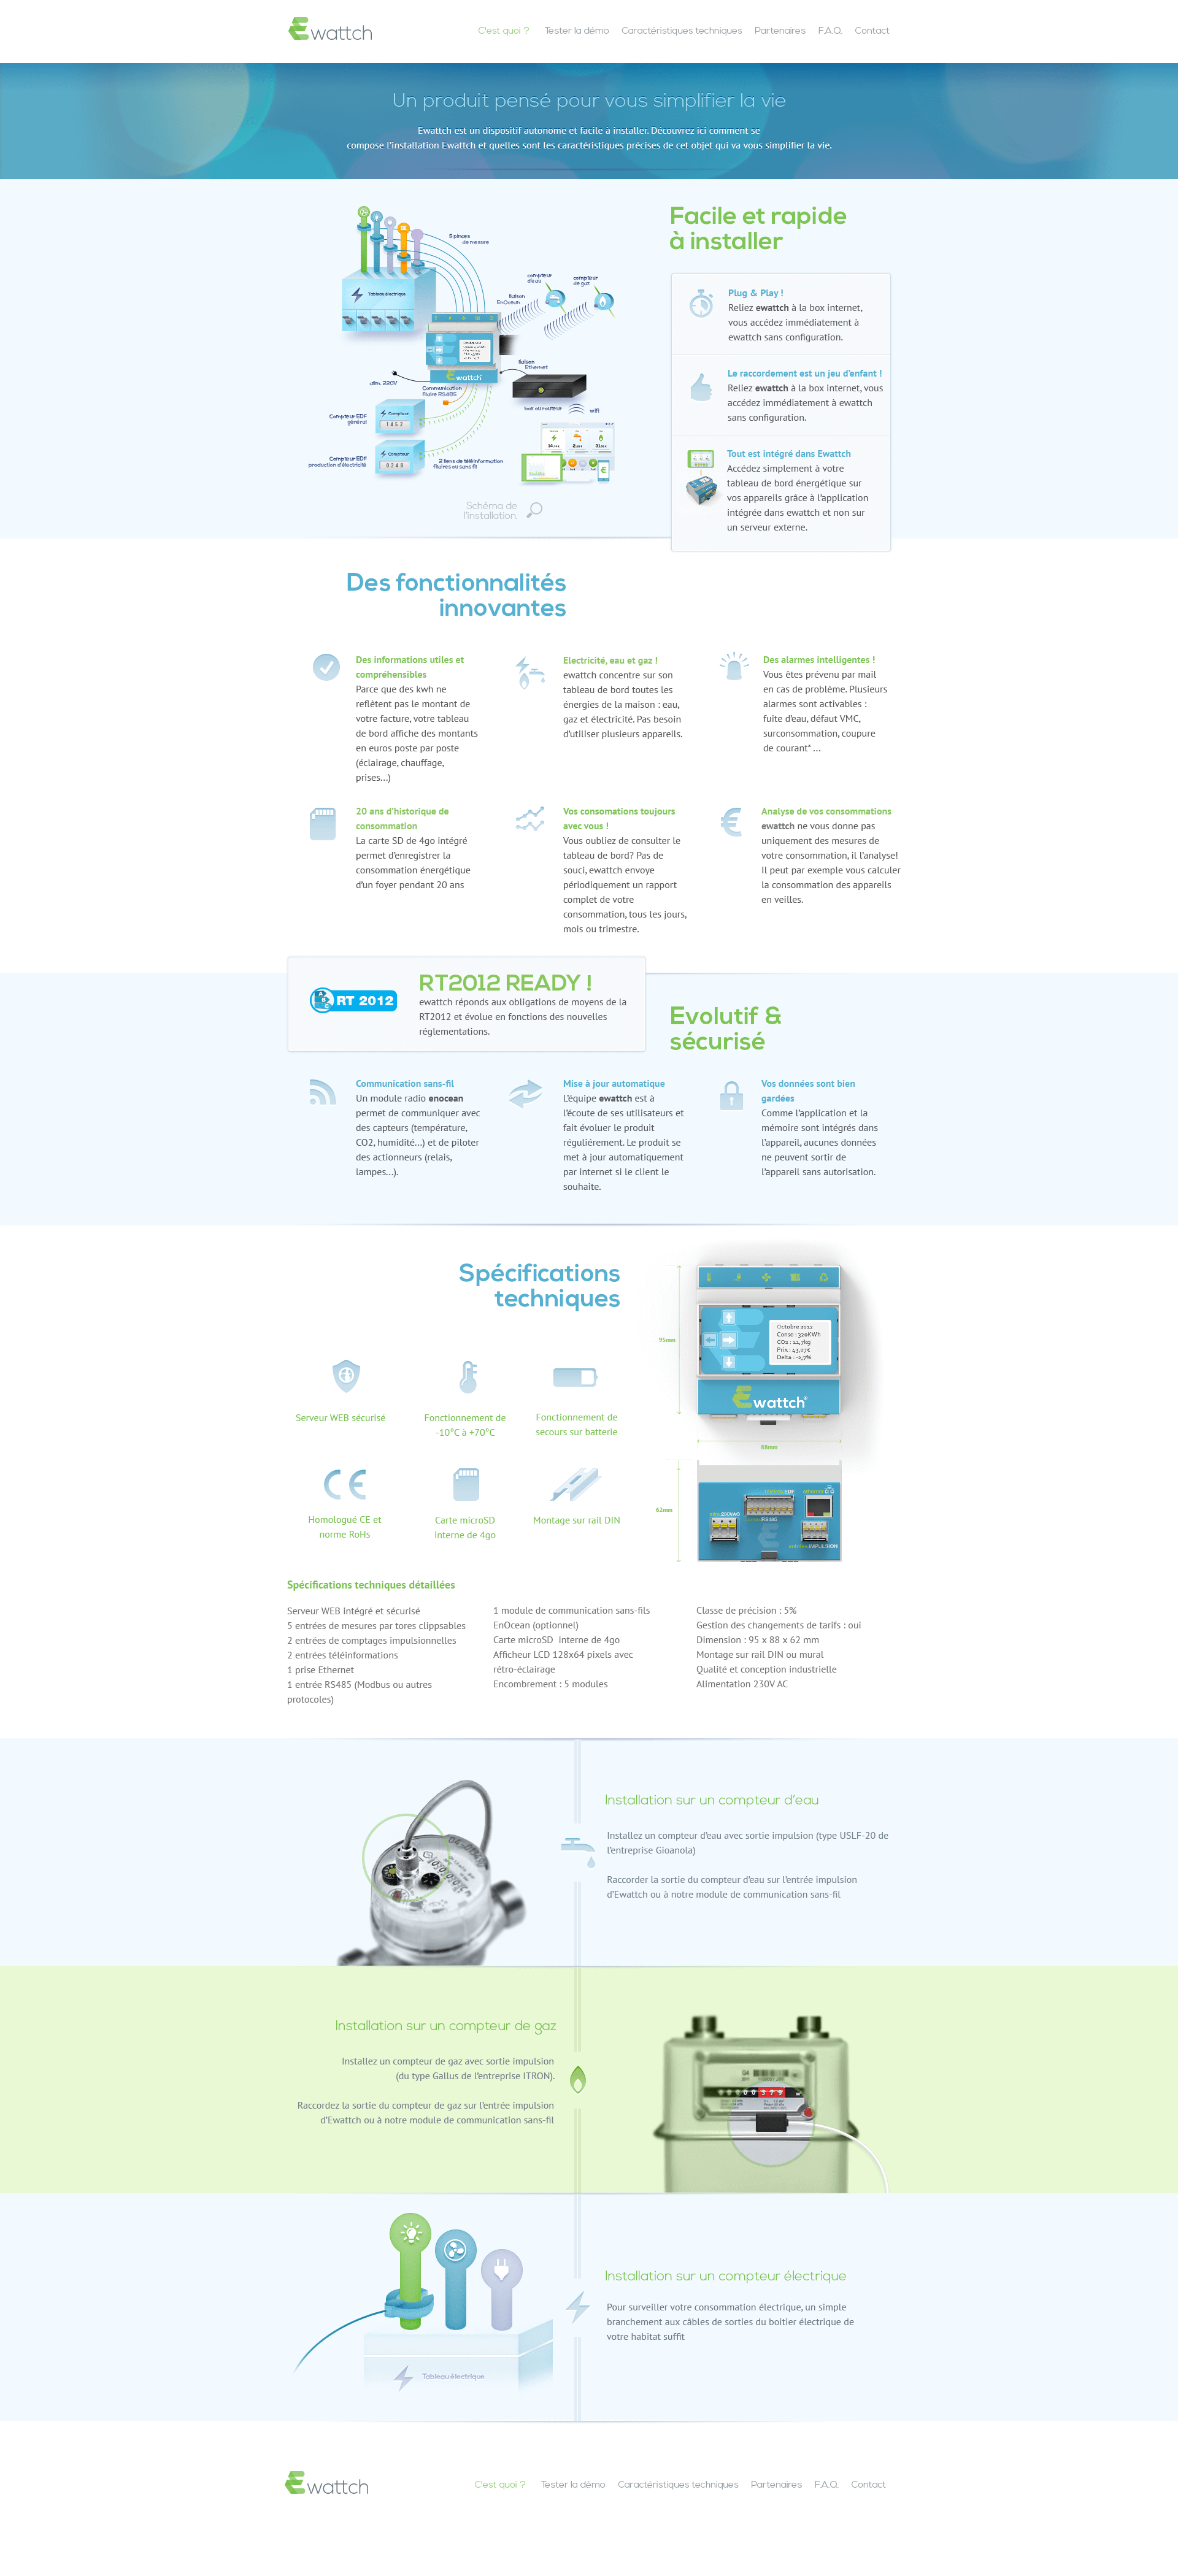 Ewattch
C'est quoi ?
Tester la démo
Caractéristiques techniques
Partenaires
F.A.Q.
Contact
Un produit pensé pour vous simplifier la vie
Ewattch est un dispositif autonome et facile à installer. Découvrez ici comment se
compose l'installation Ewattch et quelles sont les caractéristiques précises de cet objet qui va vous simplifier la vie.
5 pinces
de mesure
Tableau électrique
compteur
d'eau
compteur
de gaz
liaison
EnOcean
Ewattch
alim. 220V
liaison
Ethernet
Communication
filaire RS485
box ou routeur
wifi
Compteur EDF
général
Compteur
1452
Compteur EDF
production d'électricité
Compteur
0248
2 liens de téléinformation
filaires ou sans fil
Schéma de
l'installation.
Facile et rapide
à installer
Plug & Play !
Reliez ewattch à la box internet,
vous accédez immédiatement à
ewattch sans configuration.
Le raccordement est un jeu d'enfant !
Reliez ewattch à la box internet, vous
accédez immédiatement à ewattch
sans configuration.
Tout est intégré dans Ewattch
Accédez simplement à votre
tableau de bord énergétique sur
vos appareils grâce à l'application
intégrée dans ewattch et non sur
un serveur externe.
Des fonctionnalités
innovantes
Des informations utiles et
compréhensibles
Parce que des kwh ne
reflètent pas le montant de
votre facture, votre tableau
de bord affiche des montants
en euros poste par poste
(éclairage, chauffage,
prises...)
Electricité, eau et gaz !
ewattch concentre sur son
tableau de bord toutes les
énergies de la maison : eau,
gaz et électricité. Pas besoin
d'utiliser plusieurs appareils.
Des alarmes intelligentes !
Vous êtes prévenu par mail
en cas de problème. Plusieurs
alarmes sont activables :
fuite d'eau, défaut VMC,
surconsommation, coupure
de courant* ...
20 ans d'historique de
consommation
La carte SD de 4go intégré
permet d'enregistrer la
consommation énergétique
d'un foyer pendant 20 ans
Vos consomations toujours
avec vous !
Vous oubliez de consulter le
tableau de bord? Pas de
souci, ewattch envoye
périodiquement un rapport
complet de votre
consommation, tous les jours,
mois ou trimestre.
Analyse de vos consommations
ewattch ne vous donne pas
uniquement des mesures de
votre consommation, il l'analyse!
Il peut par exemple vous calculer
la consommation des appareils
en veilles.
RT 2012
RT2012 READY !
ewattch réponds aux obligations de moyens de la
RT2012 et évolue en fonctions des nouvelles
réglementations.
Evolutif &
sécurisé
Communication sans-fil
Un module radio enocean
permet de communiquer avec
des capteurs (température,
CO2, humidité...) et de piloter
des actionneurs (relais,
lampes...).
Mise à jour automatique
L'équipe ewattch est à
l'écoute de ses utilisateurs et
fait évoluer le produit
réguliérement. Le produit se
met à jour automatiquement
par internet si le client le
souhaite.
Vos données sont bien
gardées
Comme l'application et la
mémoire sont intégrés dans
l'appareil, aucunes données
ne peuvent sortir de
l'appareil sans autorisation.
Spécifications
techniques
Serveur WEB sécurisé
Fonctionnement de
-10°C à +70°C
Fonctionnement de
secours sur batterie
CE
Homologué CE et
norme RoHs
Carte microSD
interne de 4go
Montage sur rail DIN
95mm
Octobre 2012
Conso : 320KWh
CO2 : 12,7kg
Prix : 43,07€
Delta : -2,7%
Ewattch
88mm
62mm
RS485
IMPULSION
Spécifications techniques détaillées
Serveur WEB intégré et sécurisé
5 entrées de mesures par tores clippsables
2 entrées de comptages impulsionnelles
2 entrées téléinformations
1 prise Ethernet
1 entrée RS485 (Modbus ou autres
protocoles)
1 module de communication sans-fils
EnOcean (optionnel)
Carte microSD interne de 4go
Afficheur LCD 128x64 pixels avec
rétro-éclairage
Encombrement : 5 modules
Classe de précision : 5%
Gestion des changements de tarifs : oui
Dimension : 95 x 88 x 62 mm
Montage sur rail DIN ou mural
Qualité et conception industrielle
Alimentation 230V AC
Installation sur un compteur d'eau
Installez un compteur d'eau avec sortie impulsion (type USLF-20 de
l'entreprise Gioanola)
Raccorder la sortie du compteur d'eau sur l'entrée impulsion
d'Ewattch ou à notre module de communication sans-fil
Installation sur un compteur de gaz
Installez un compteur de gaz avec sortie impulsion
(du type Gallus de l'entreprise ITRON).
Raccordez la sortie du compteur de gaz sur l'entrée impulsion
d'Ewattch ou à notre module de communication sans-fil
Installation sur un compteur électrique
Pour surveiller votre consommation électrique, un simple
branchement aux câbles de sorties du boitier électrique de
votre habitat suffit
Tableau électrique
Ewattch
C'est quoi ?
Tester la démo
Caractéristiques techniques
Partenaires
F.A.Q.
Contact